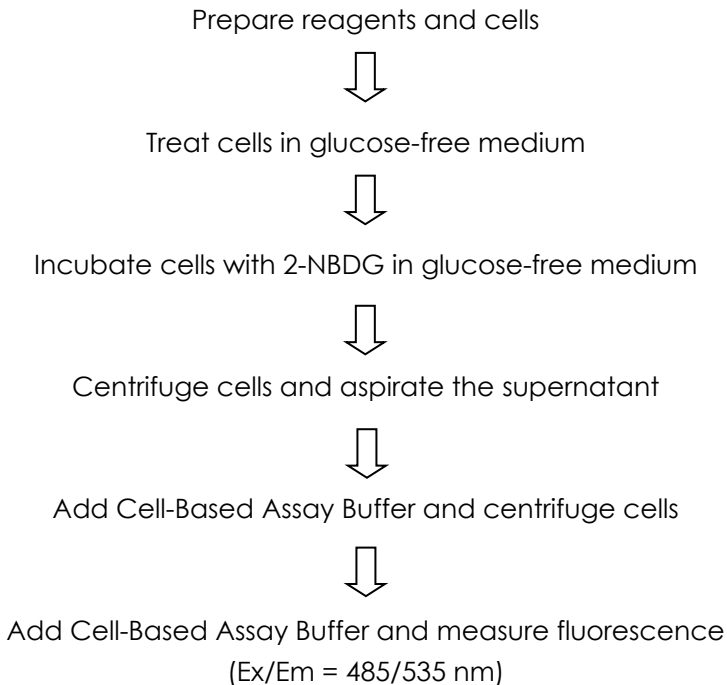 Prepare reagents and cells
Treat cells in glucose-free medium
Incubate cells with 2-NBDG in glucose-free medium
Centrifuge cells and aspirate the supernatant
Add Cell-Based Assay Buffer and centrifuge cells
Add Cell-Based Assay Buffer and measure fluorescence
(Ex/Em = 485/535 nm)